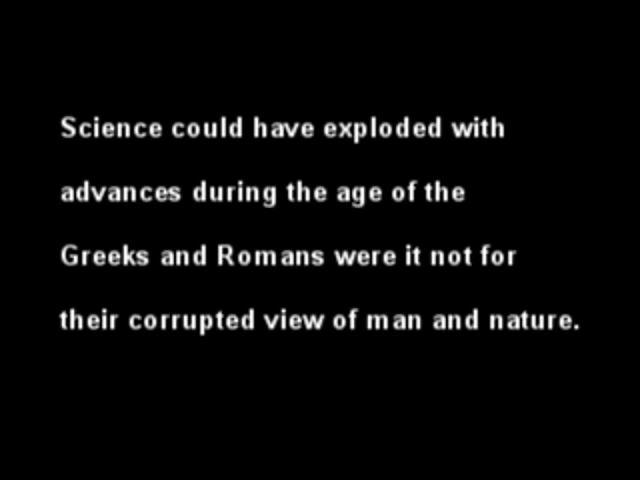 Science could have exploded with
advances during the age of the
Greeks and Romans were it not for
their corrupted view of man and nature.